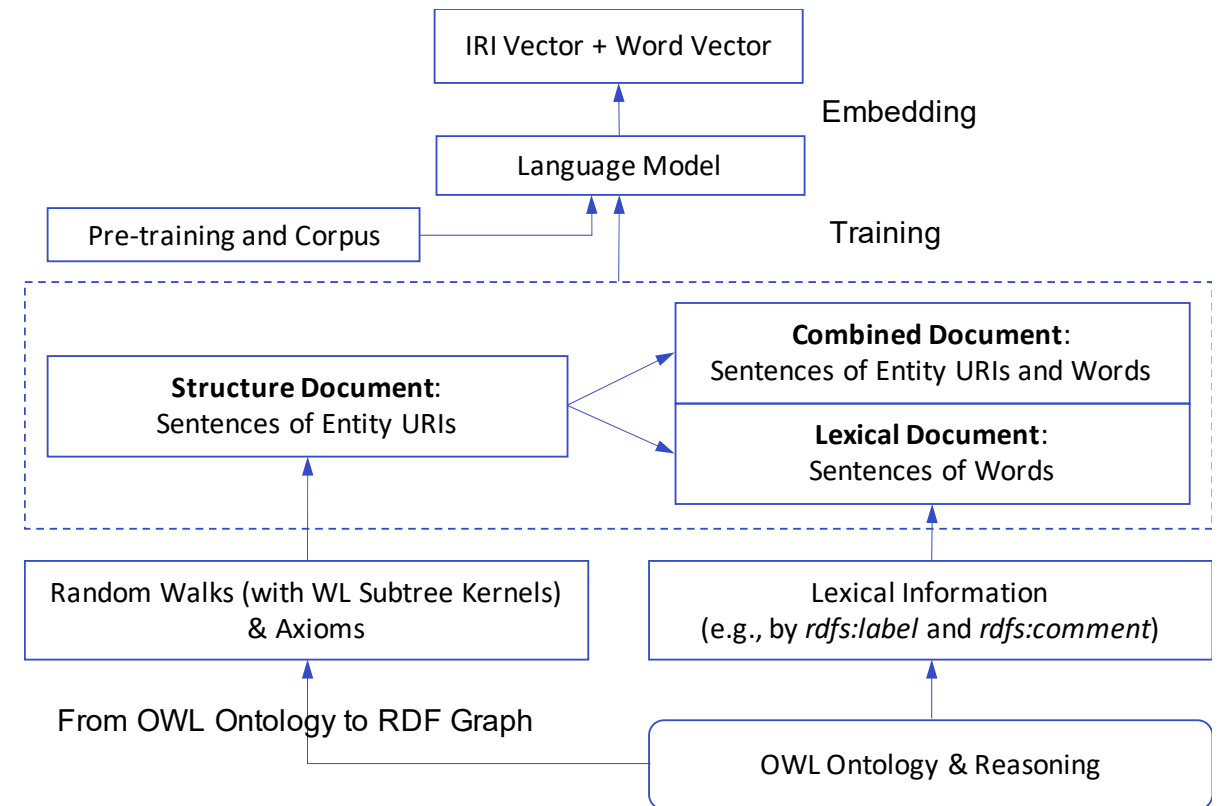 IRI Vector + Word Vector
Embedding
Language Model
Pre-training and Corpus
Training
Structure Document:
Sentences of Entity URIs
Combined Document:
Sentences of Entity URIs and Words
Lexical Document:
Sentences of Words
Random Walks (with WL Subtree Kernels)
& Axioms
Lexical Information
(e.g., by rdfs:label and rdfs:comment)
From OWL Ontology to RDF Graph
OWL Ontology & Reasoning